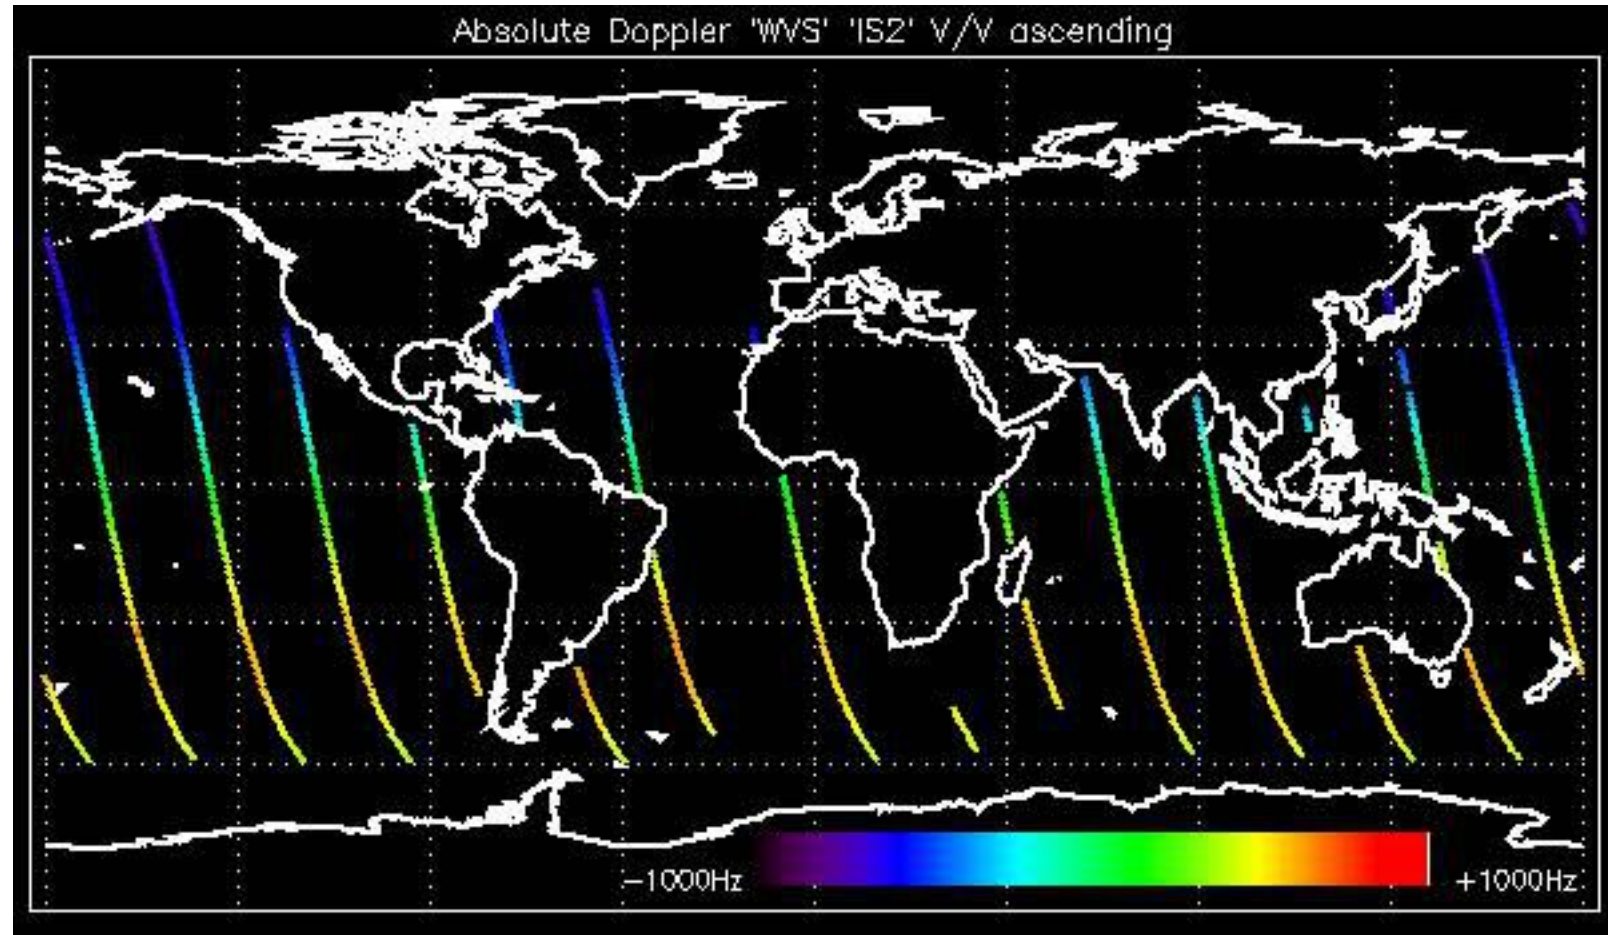 Absolute Doppler 'WVS' 'IS2' V/V ascending
−1000Hz +1000Hz